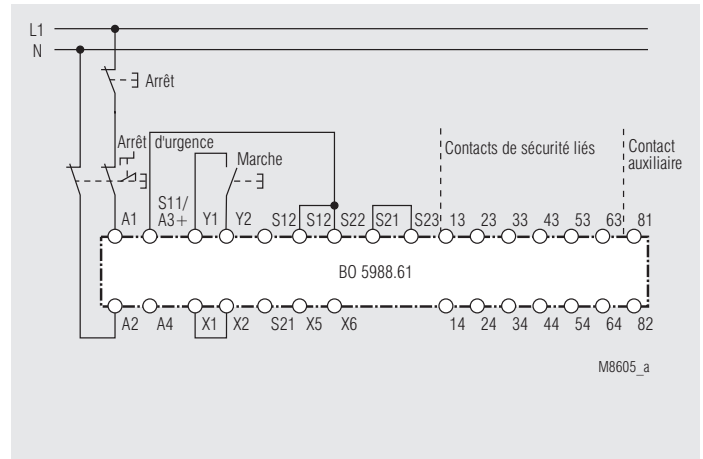 L1
N
Arrêt
Arrêt d'urgence
Marche
Contacts de sécurité liés
Contact
auxiliaire
S11/
A1 A3+ Y1 Y2 S12 S12 S22 S21 S23 13 23 33 43 53 63 81
BO 5988.61
A2 A4 X1 X2 S21 X5 X6 14 24 34 44 54 64 82
M8605_a